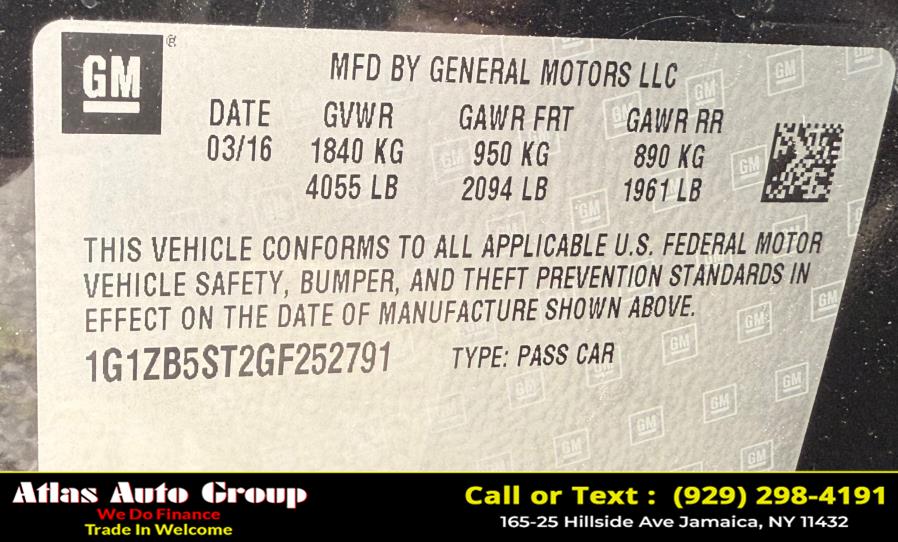 GM
MFD BY GENERAL MOTORS LLC
DATE GVWR GAWR FRT GAWR RR
03/16 1840 KG 950 KG 890 KG
4055 LB 2094 LB 1961 LB
THIS VEHICLE CONFORMS TO ALL APPLICABLE U.S. FEDERAL MOTOR
VEHICLE SAFETY, BUMPER, AND THEFT PREVENTION STANDARDS IN
EFFECT ON THE DATE OF MANUFACTURE SHOWN ABOVE.
1G1ZB5ST2GF252791 TYPE: PASS CAR
Atlas Auto Group
We Do Finance
Trade In Welcome
Call or Text : (929) 298-4191
165-25 Hillside Ave Jamaica, NY 11432